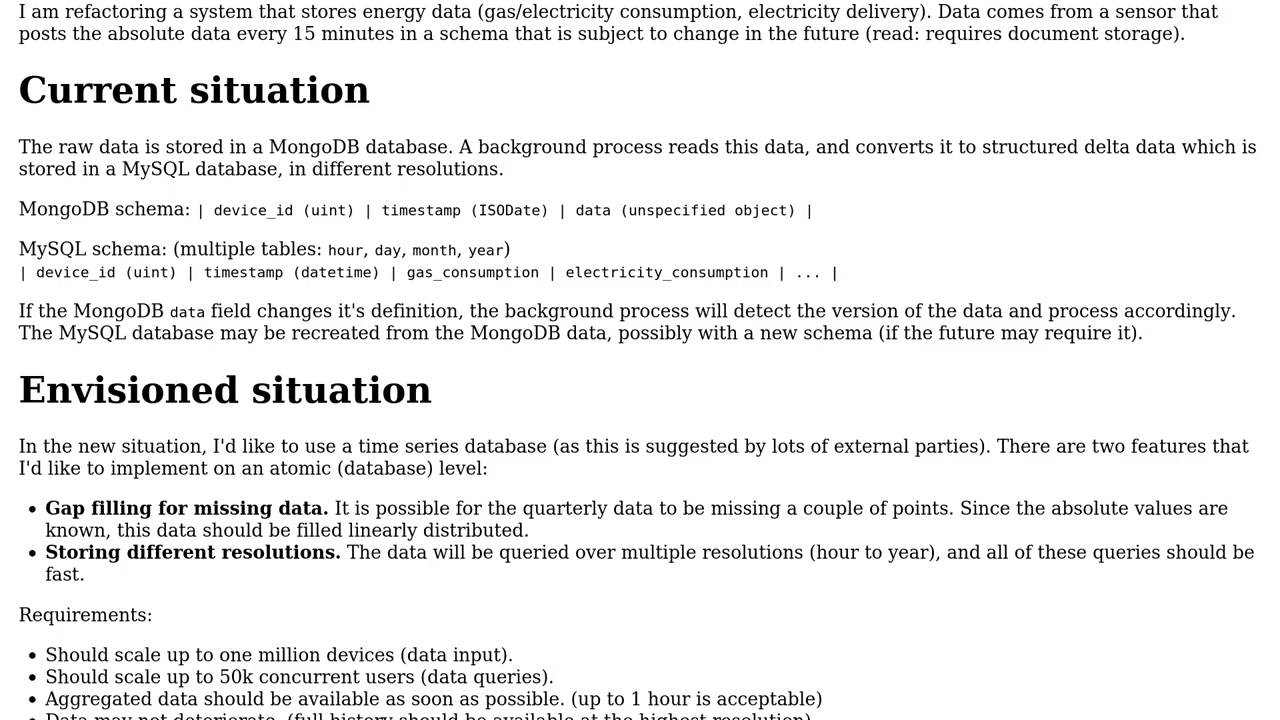 I am refactoring a system that stores energy data (gas/electricity consumption, electricity delivery). Data comes from a sensor that
posts the absolute data every 15 minutes in a schema that is subject to change in the future (read: requires document storage).
Current situation
The raw data is stored in a MongoDB database. A background process reads this data, and converts it to structured delta data which is
stored in a MySQL database, in different resolutions.
MongoDB schema: | device_id (uint) | timestamp (ISODate) | data (unspecified object) |
MySQL schema: (multiple tables: hour, day, month, year)
| device_id (uint) | timestamp (datetime) | gas_consumption | electricity_consumption | ... |
If the MongoDB data field changes it's definition, the background process will detect the version of the data and process accordingly.
The MySQL database may be recreated from the MongoDB data, possibly with a new schema (if the future may require it).
Envisioned situation
In the new situation, I'd like to use a time series database (as this is suggested by lots of external parties). There are two features that
I'd like to implement on an atomic (database) level:
• Gap filling for missing data. It is possible for the quarterly data to be missing a couple of points. Since the absolute values are
known, this data should be filled linearly distributed.
• Storing different resolutions. The data will be queried over multiple resolutions (hour to year), and all of these queries should be
fast.
Requirements:
• Should scale up to one million devices (data input).
• Should scale up to 50k concurrent users (data queries).
• Aggregated data should be available as soon as possible. (up to 1 hour is acceptable)
• Data may not deteriorate. (full history should be available at the highest resolution)